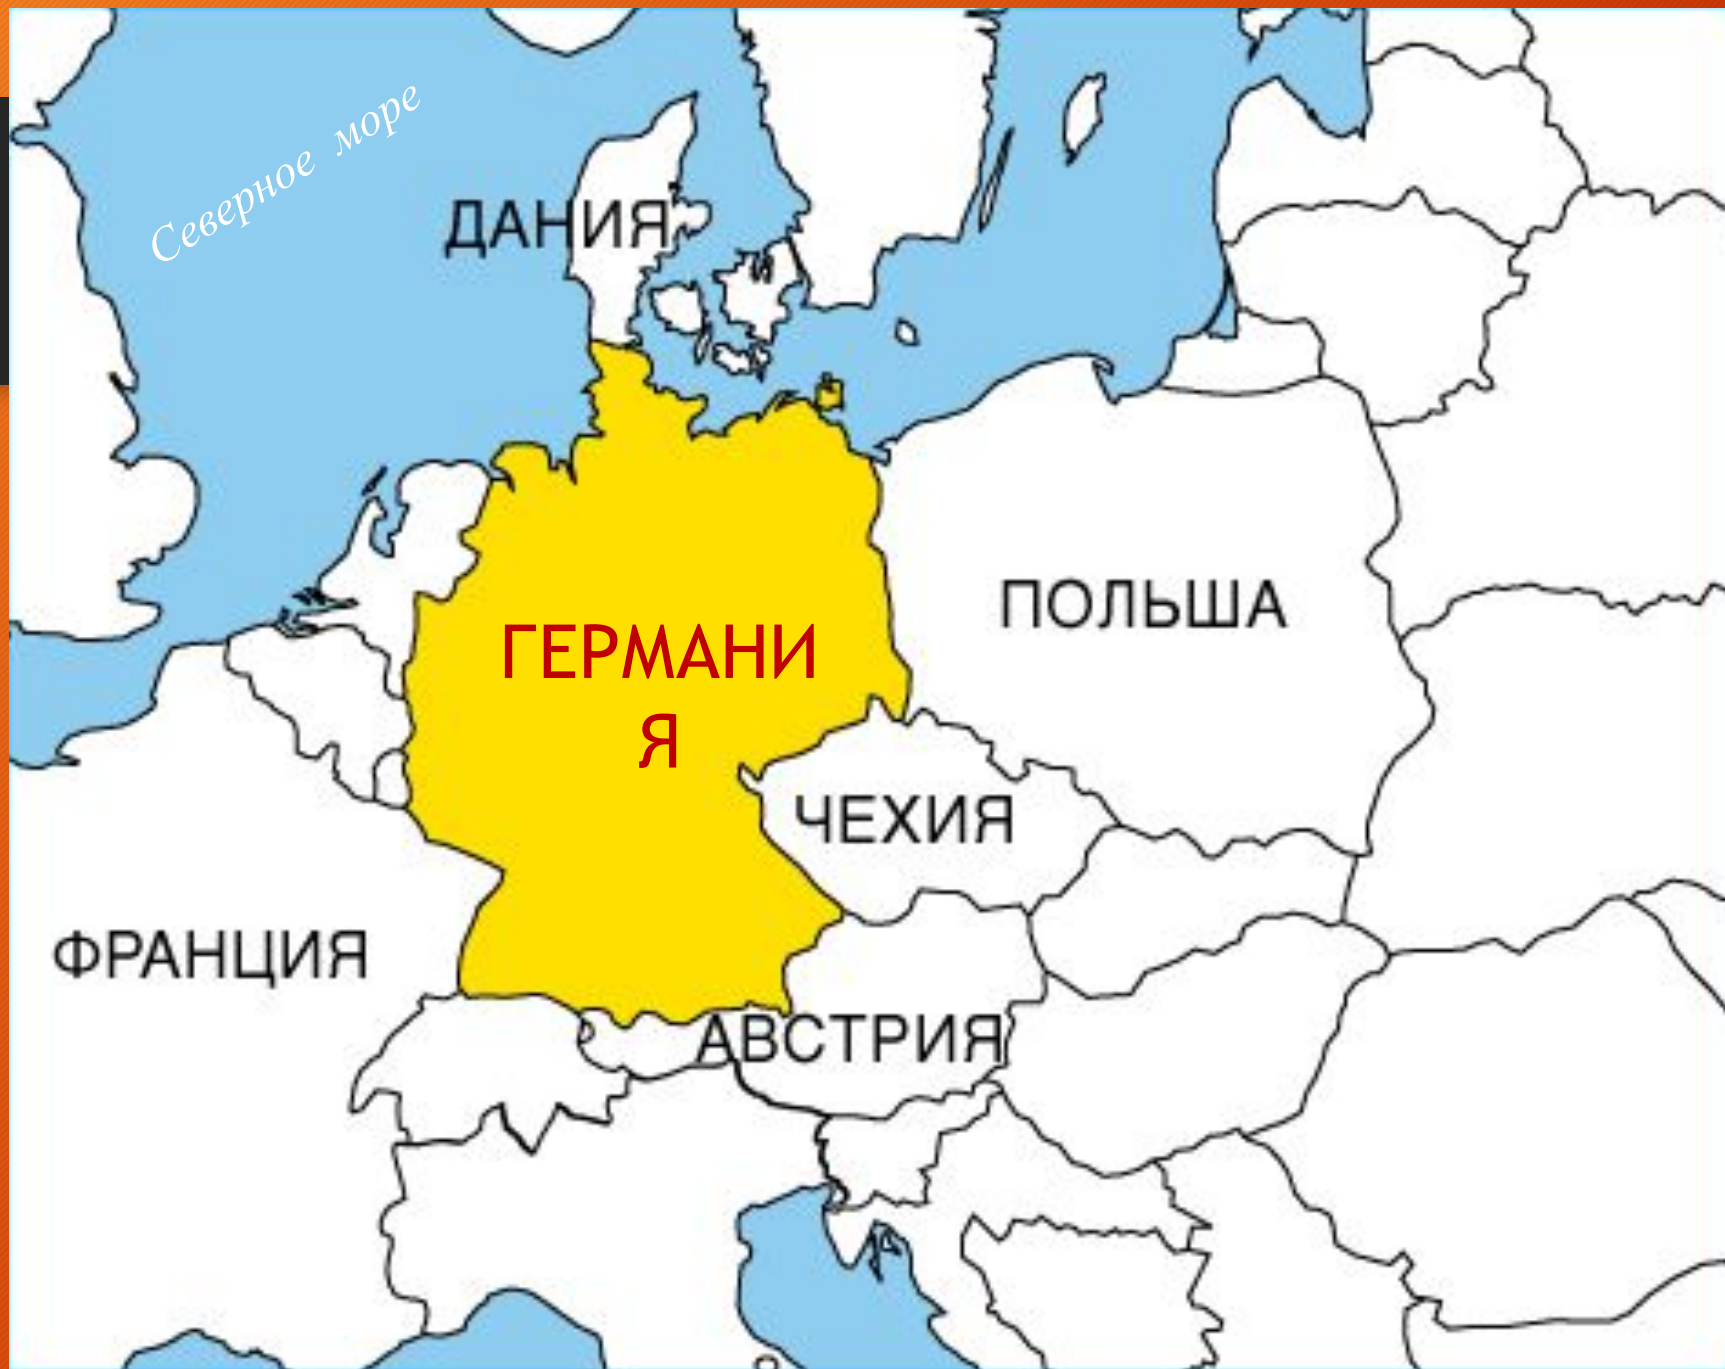 Северное море
ДАНИЯ
ПОЛЬША
ГЕРМАНИ
Я
ЧЕХИЯ
ФРАНЦИЯ
АВСТРИЯ